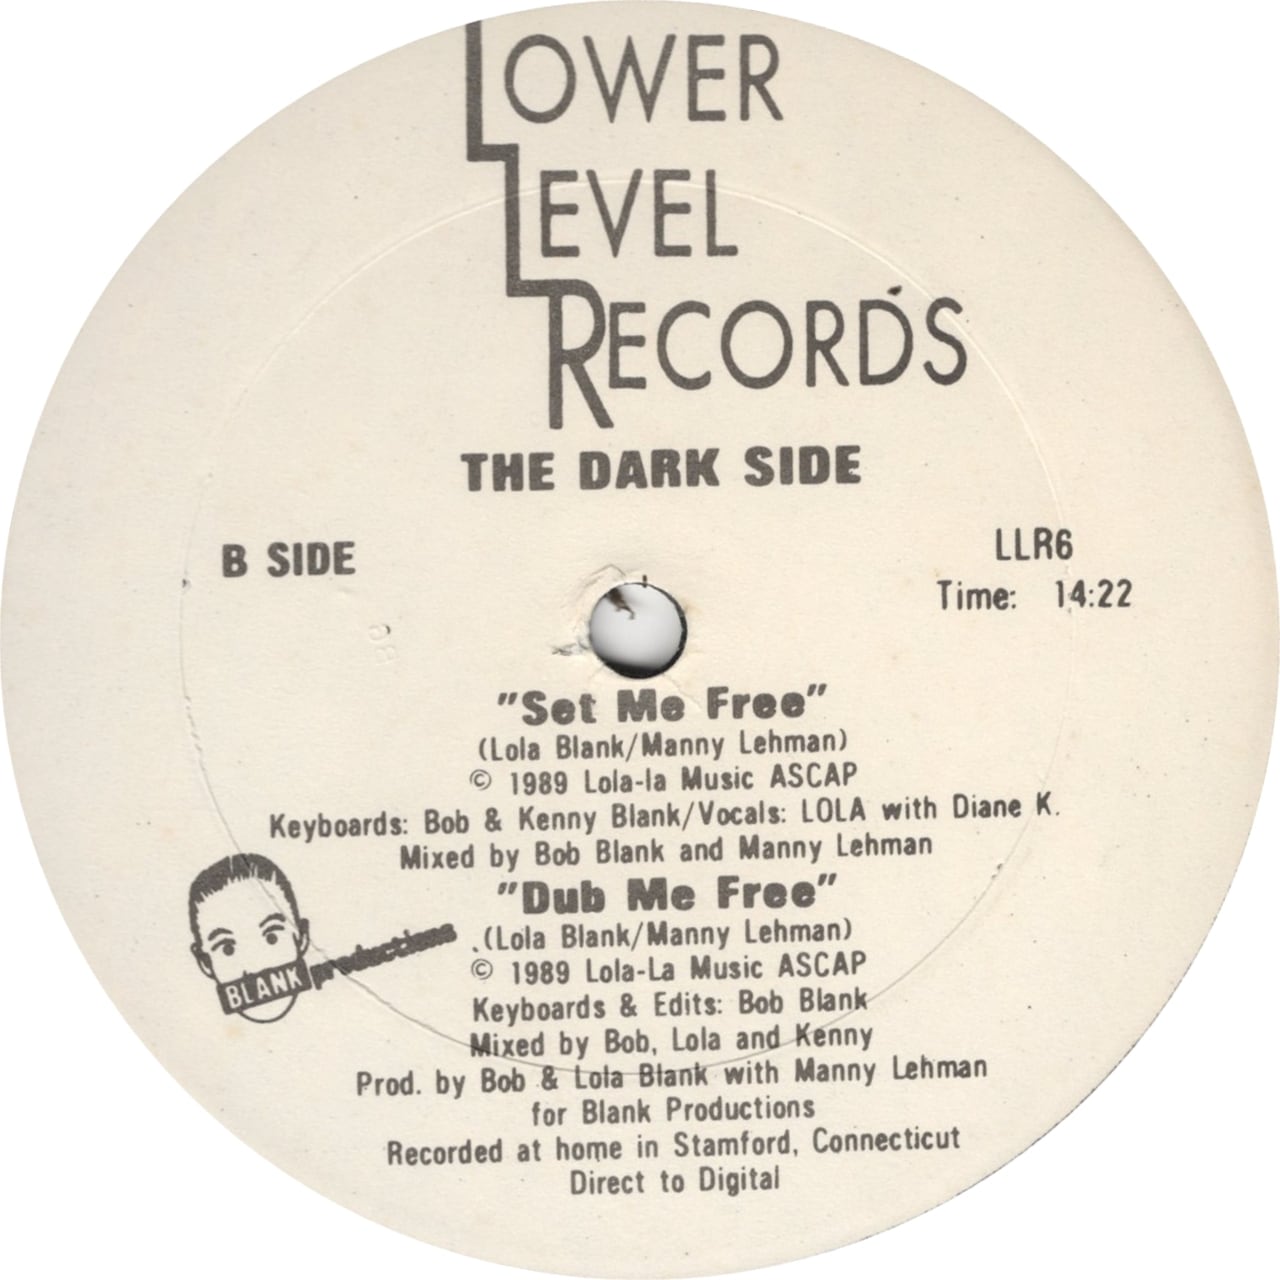 LOWER
LEVEL
RECORDS
THE DARK SIDE
B SIDE
LLR6
Time: 14:22
"Set Me Free"
(Lola Blank/Manny Lehman)
© 1989 Lola-la Music ASCAP
Keyboards: Bob & Kenny Blank/Vocals: LOLA with Diane K.
Mixed by Bob Blank and Manny Lehman
"Dub Me Free"
(Lola Blank/Manny Lehman)
© 1989 Lola-La Music ASCAP
Keyboards & Edits: Bob Blank
Mixed by Bob, Lola and Kenny
Prod. by Bob & Lola Blank with Manny Lehman
for Blank Productions
Recorded at home in Stamford, Connecticut
Direct to Digital
BLANK productions